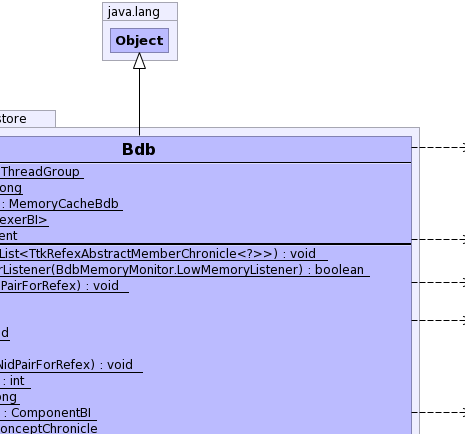 java.lang
Object
store
Bdb
ThreadGroup
ong
: MemoryCacheBdb
exerBI>
ent
List<TtkRefexAbstractMemberChronicle<?>>) : void
rListener(BdbMemoryMonitor.LowMemoryListener) : boolean
PairForRefex) : void
d
NidPairForRefex) : void
: int
ong
: ComponentBI
onceptChronicle